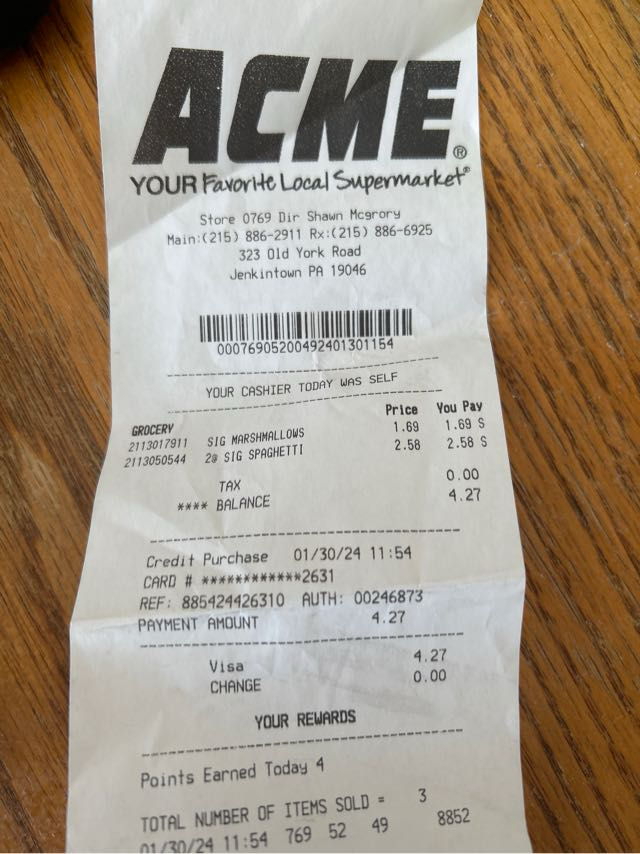 ACME®
YOUR Favorite Local Supermarket®
Store 0769 Dir Shawn Mcgrory
Main:(215) 886-2911 Rx:(215) 886-6925
323 Old York Road
Jenkintown PA 19046
00076905200492401301154
YOUR CASHIER TODAY WAS SELF
Price You Pay
GROCERY
2113017911 SIG MARSHMALLOWS 1.69 1.69 S
2113050544 2@ SIG SPAGHETTI 2.58 2.58 S
TAX 0.00
**** BALANCE 4.27
Credit Purchase 01/30/24 11:54
CARD # ************2631
REF: 885424426310 AUTH: 00246873
PAYMENT AMOUNT 4.27
Visa 4.27
CHANGE 0.00
YOUR REWARDS
Points Earned Today 4
TOTAL NUMBER OF ITEMS SOLD = 3
01/30/24 11:54 769 52 49 8852